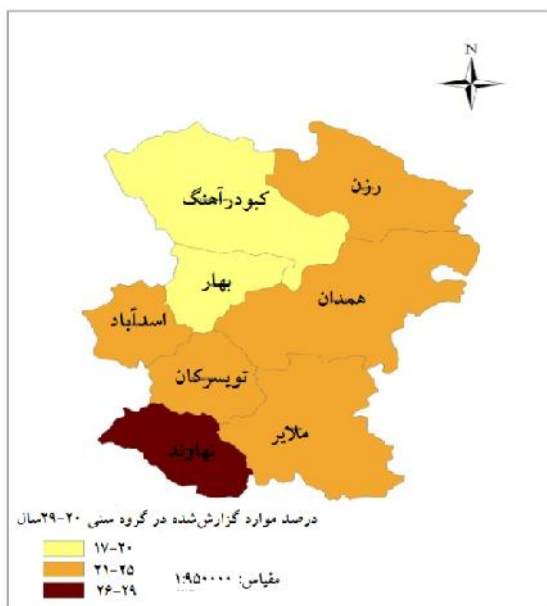 N
رزن
کبودرآهنگ
بهار
همدان
اسدآباد
تویسرکان
ملایر
نهاوند
درصد موارد گزارش‌شده در گروه سنی ۲۰-۲۹سال
۱۷-۲۰
۲۱-۲۵
۲۶-۲۹
مقیاس: ۱:۹۵۰۰۰۰